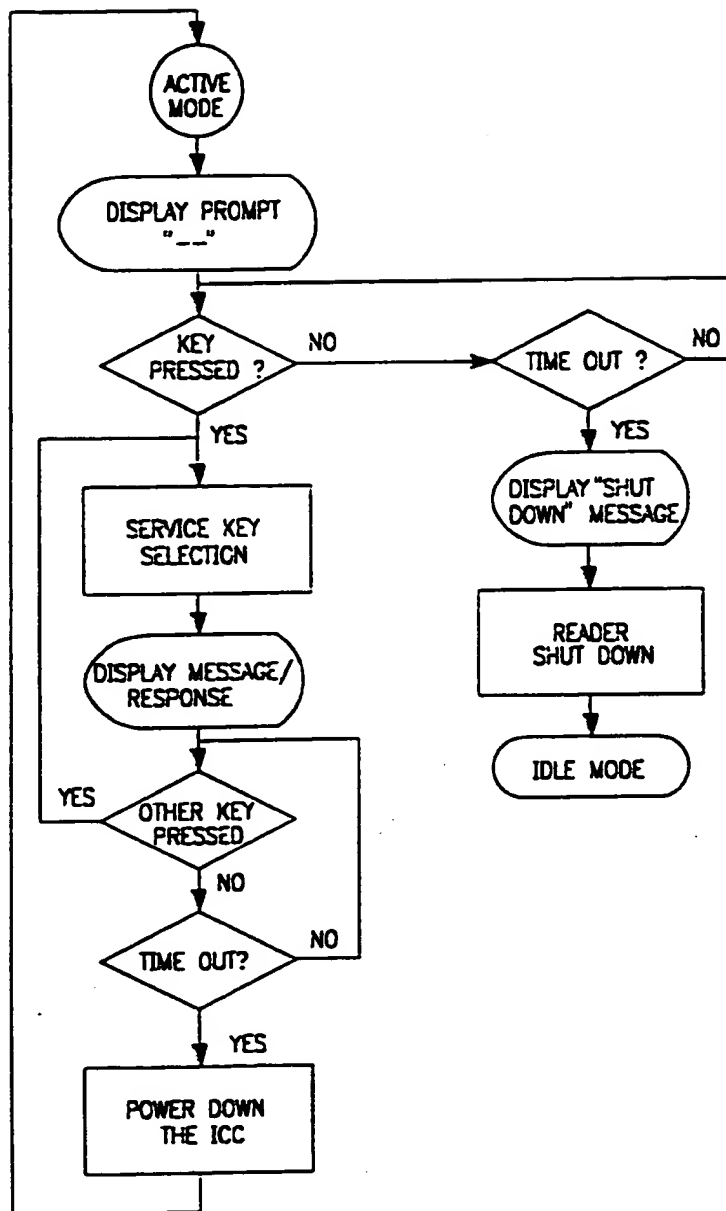 ACTIVE
MODE
DISPLAY PROMPT
"__"
KEY
PRESSED ?
NO
TIME OUT ?
NO
YES
YES
SERVICE KEY
SELECTION
DISPLAY "SHUT
DOWN" MESSAGE
DISPLAY MESSAGE/
RESPONSE
READER
SHUT DOWN
IDLE MODE
YES
OTHER KEY
PRESSED
NO
TIME OUT?
NO
YES
POWER DOWN
THE ICC